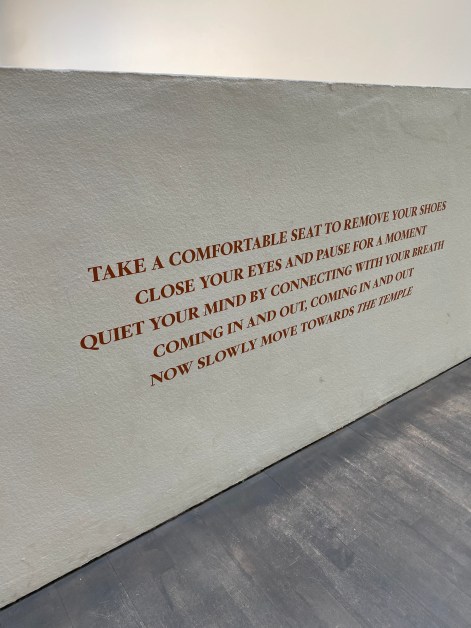 TAKE A COMFORTABLE SEAT TO REMOVE YOUR SHOES
CLOSE YOUR EYES AND PAUSE FOR A MOMENT
QUIET YOUR MIND BY CONNECTING WITH YOUR BREATH
COMING IN AND OUT, COMING IN AND OUT
NOW SLOWLY MOVE TOWARDS THE TEMPLE